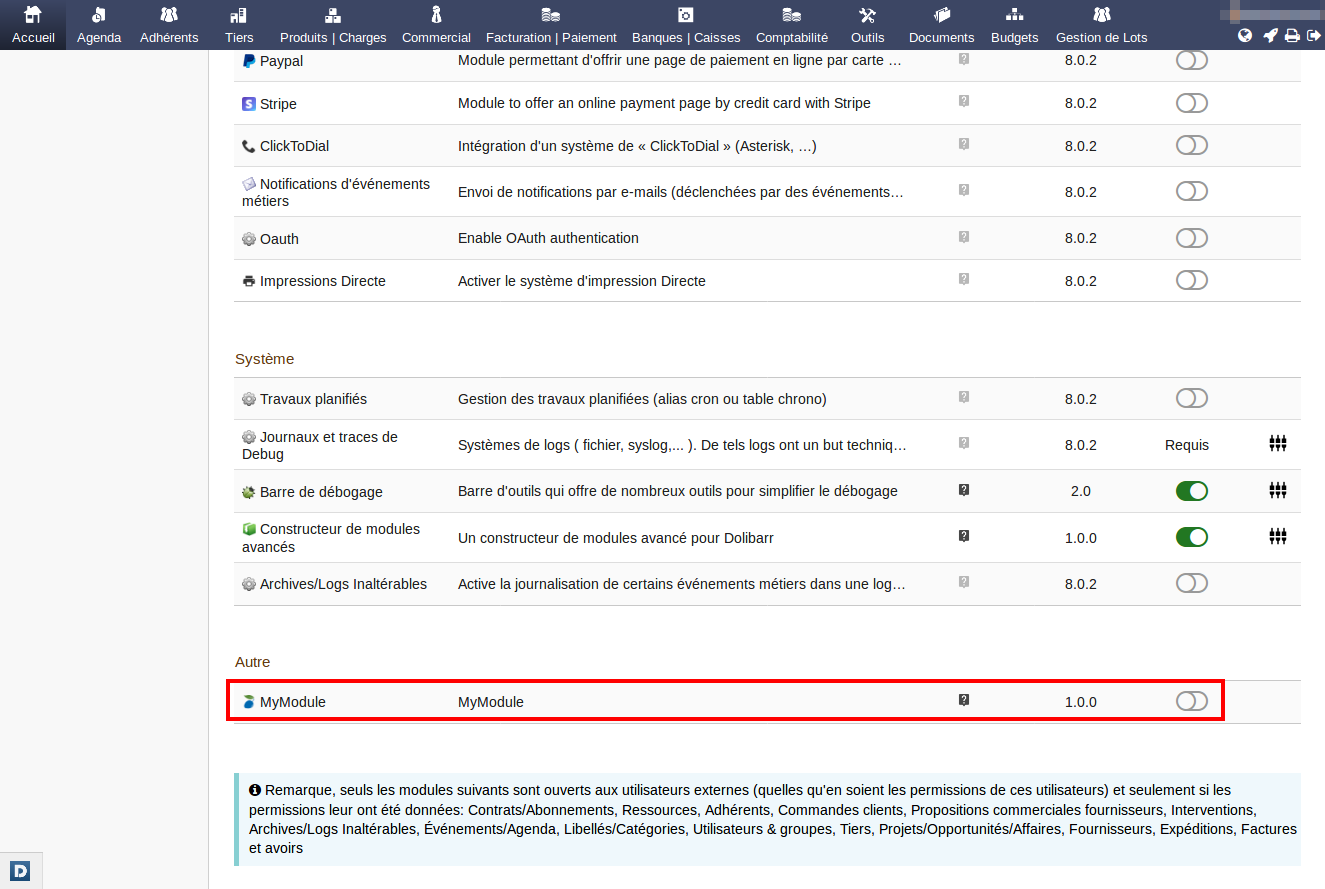 Accueil Agenda Adhérents Tiers Produits | Charges Commercial Facturation | Paiement Banques | Caisses Comptabilité Outils Documents Budgets Gestion de Lots
Paypal Module permettant d'offrir une page de paiement en ligne par carte … 8.0.2
Stripe Module to offer an online payment page by credit card with Stripe 8.0.2
ClickToDial Intégration d'un système de « ClickToDial » (Asterisk, …) 8.0.2
Notifications d'événements
métiers Envoi de notifications par e-mails (déclenchées par des événements… 8.0.2
Oauth Enable OAuth authentication 8.0.2
Impressions Directe Activer le système d'impression Directe 8.0.2
Système
Travaux planifiés Gestion des travaux planifiées (alias cron ou table chrono) 8.0.2
Journaux et traces de
Debug Systèmes de logs ( fichier, syslog,... ). De tels logs ont un but techniq… 8.0.2 Requis
Barre de débogage Barre d'outils qui offre de nombreux outils pour simplifier le débogage 2.0
Constructeur de modules
avancés Un constructeur de modules avancé pour Dolibarr 1.0.0
Archives/Logs Inaltérables Active la journalisation de certains événements métiers dans une log… 8.0.2
Autre
MyModule MyModule 1.0.0
Remarque, seuls les modules suivants sont ouverts aux utilisateurs externes (quelles qu'en soient les permissions de ces utilisateurs) et seulement si les
permissions leur ont été données: Contrats/Abonnements, Ressources, Adhérents, Commandes clients, Propositions commerciales fournisseurs, Interventions,
Archives/Logs Inaltérables, Événements/Agenda, Libellés/Catégories, Utilisateurs & groupes, Tiers, Projets/Opportunités/Affaires, Fournisseurs, Expéditions, Factures
et avoirs
D